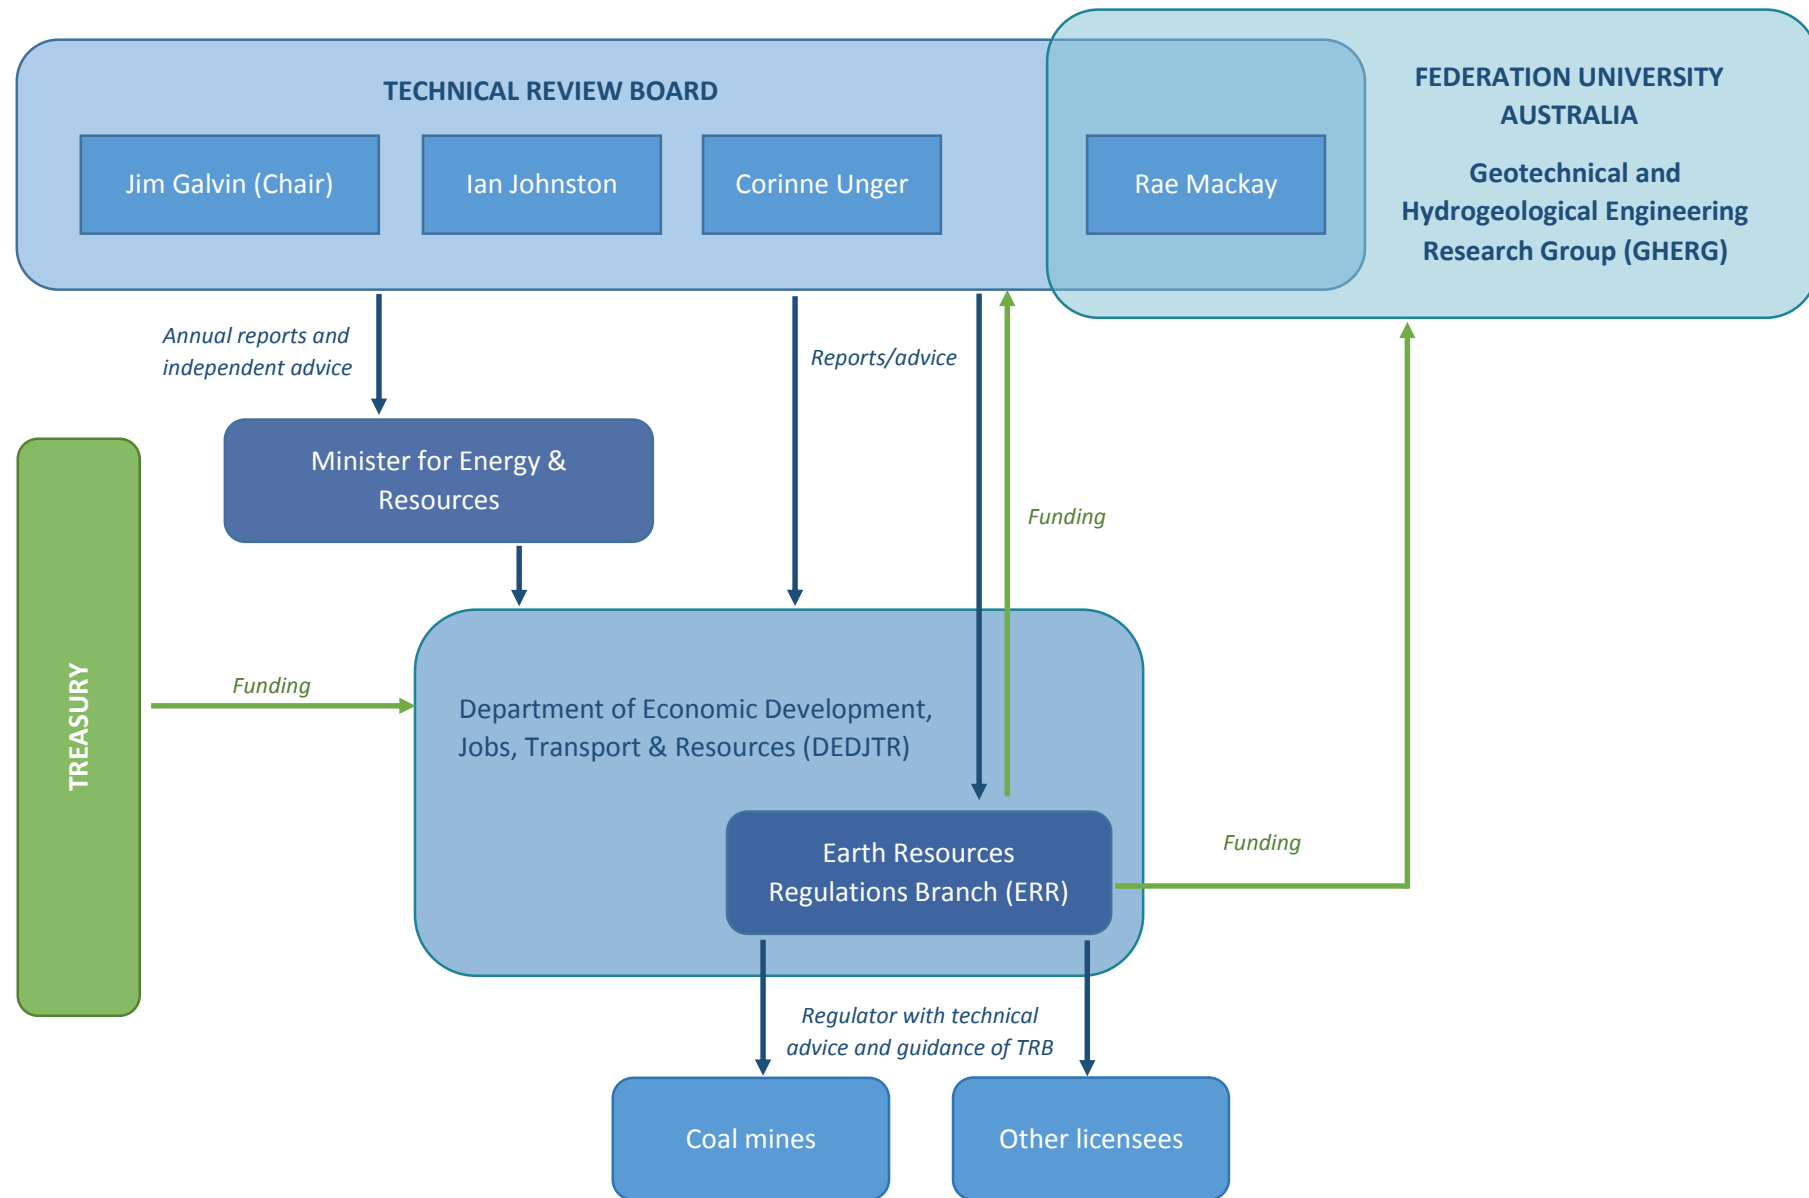 TECHNICAL REVIEW BOARD
Jim Galvin (Chair)
Ian Johnston
Corinne Unger
Rae Mackay
FEDERATION UNIVERSITY
AUSTRALIA
Geotechnical and
Hydrogeological Engineering
Research Group (GHERG)
Annual reports and
independent advice
Reports/advice
Minister for Energy &
Resources
Funding
TREASURY
Funding
Department of Economic Development,
Jobs, Transport & Resources (DEDJTR)
Earth Resources
Regulations Branch (ERR)
Funding
Regulator with technical
advice and guidance of TRB
Coal mines
Other licensees